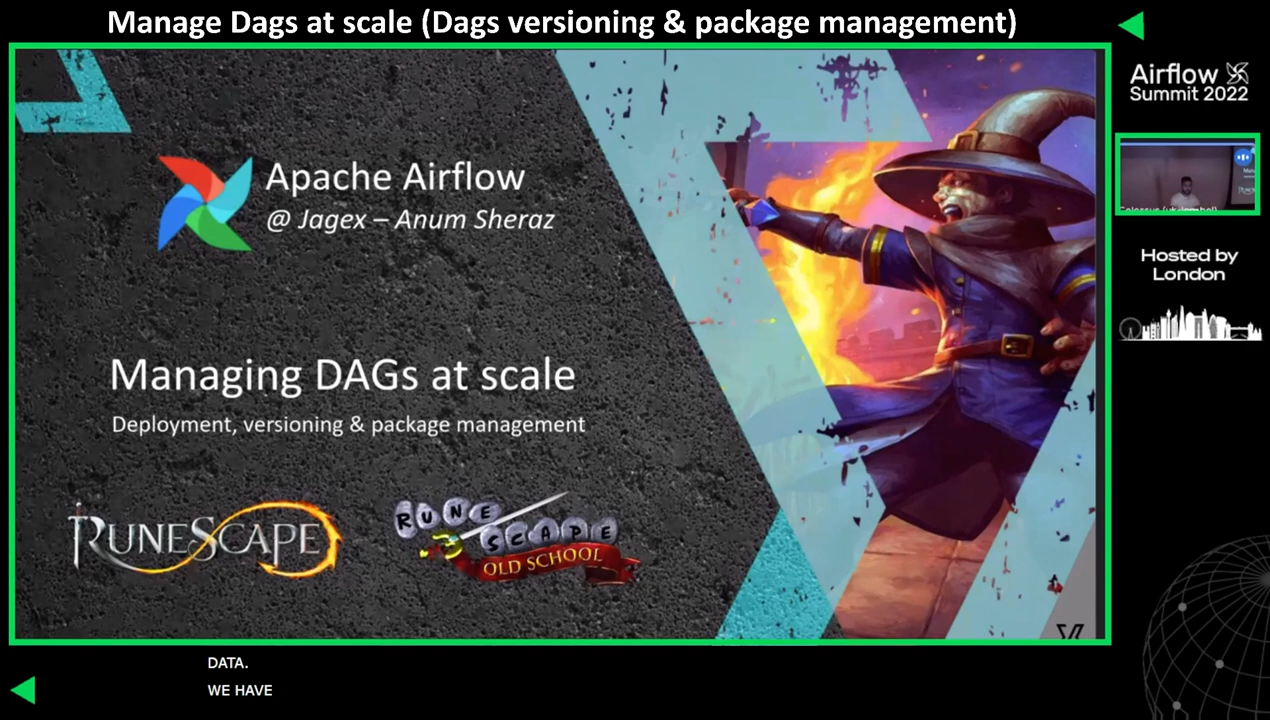 Manage Dags at scale (Dags versioning & package management)
Airflow
Summit 2022
Apache Airflow
@ Jagex – Anum Sheraz
Managing DAGs at scale
Deployment, versioning & package management
RUNESCAPE
RUNE
SCAPE
OLD SCHOOL
Hosted by
London
DATA.
WE HAVE